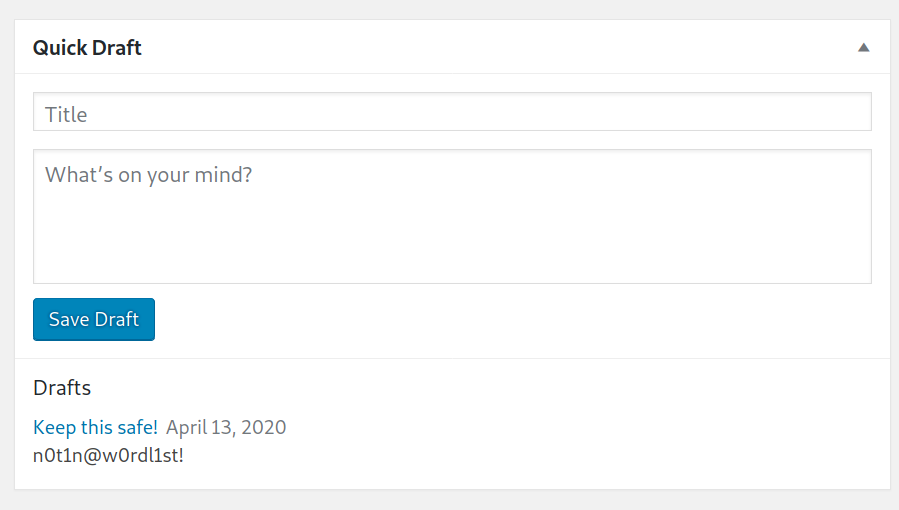 Quick Draft
Title
What's on your mind?
Save Draft
Drafts
Keep this safe! April 13, 2020
n0t1n@w0rdl1st!